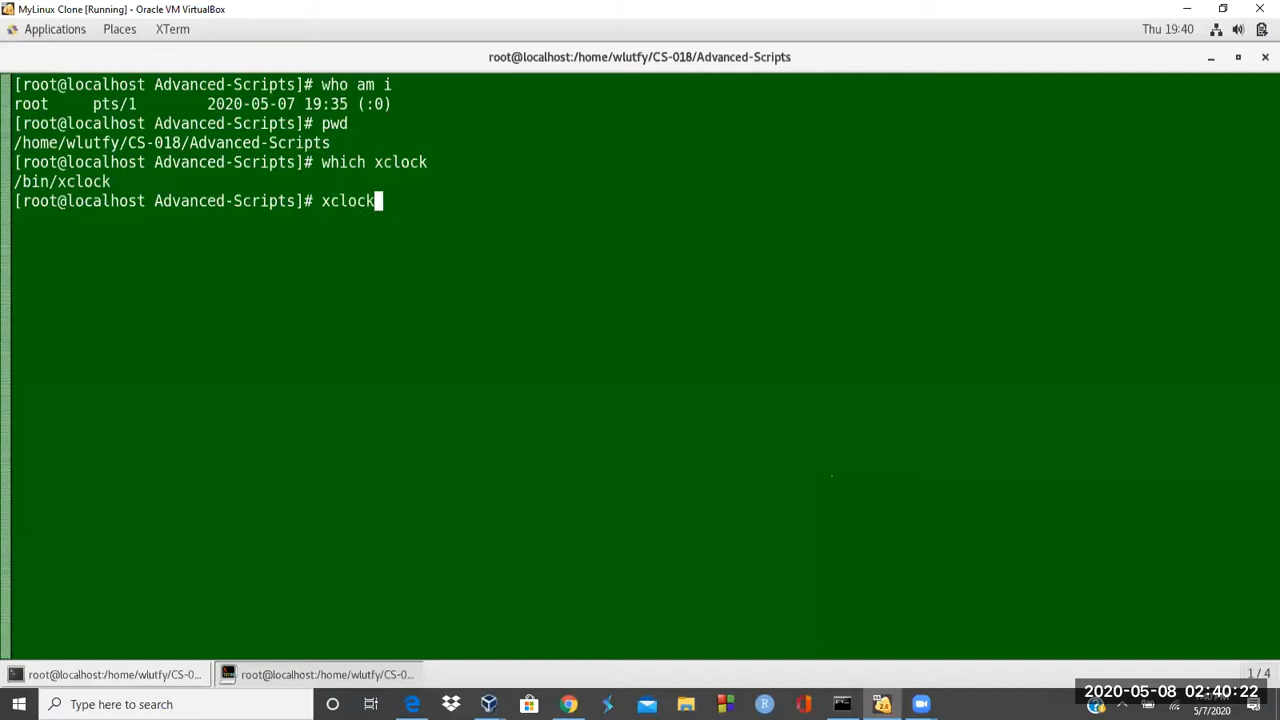 MyLinux Clone [Running] - Oracle VM VirtualBox
Applications Places XTerm Thu 19:40
root@localhost:/home/wlutfy/CS-018/Advanced-Scripts
[root@localhost Advanced-Scripts]# who am i
root     pts/1        2020-05-07 19:35 (:0)
[root@localhost Advanced-Scripts]# pwd
/home/wlutfy/CS-018/Advanced-Scripts
[root@localhost Advanced-Scripts]# which xclock
/bin/xclock
[root@localhost Advanced-Scripts]# xclock
root@localhost:/home/wlutfy/CS-0... root@localhost:/home/wlutfy/CS-0... 1 / 4
2020-05-08 02:40:22
Type here to search
5/7/2020